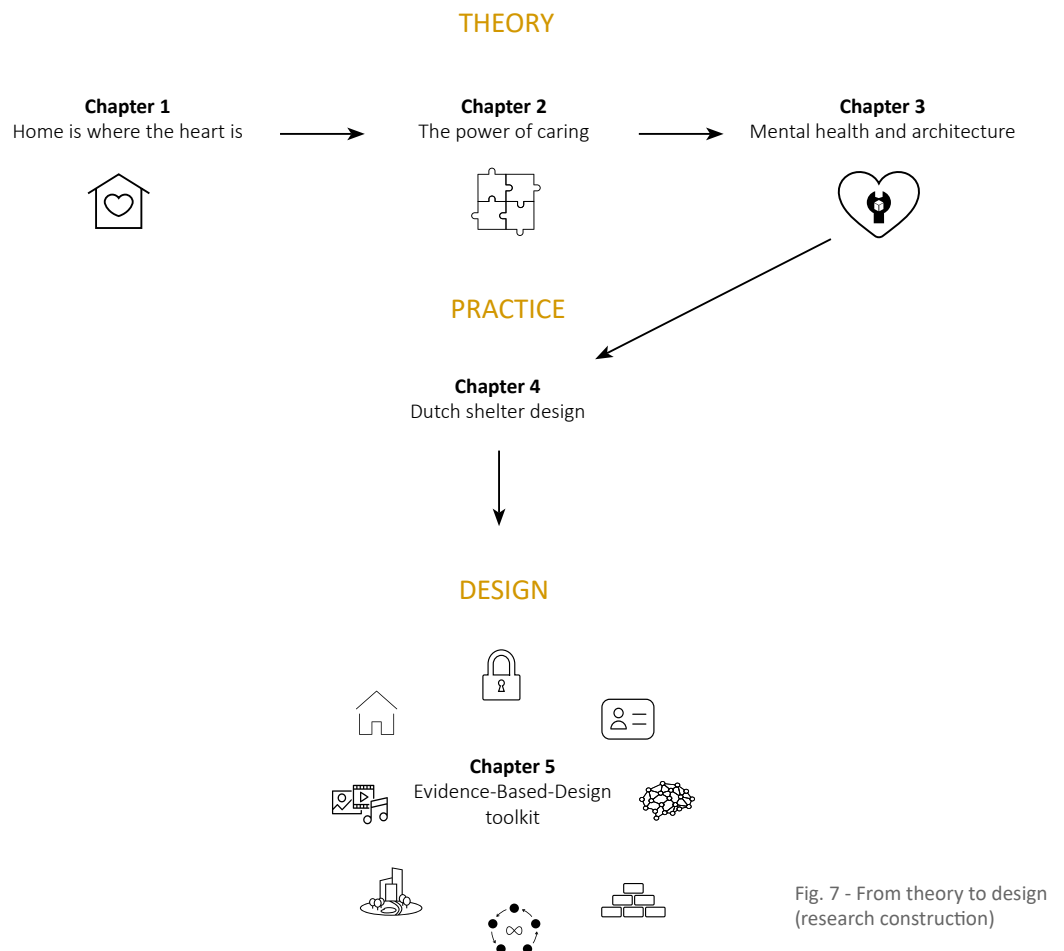 THEORY
Chapter 1
Home is where the heart is
Chapter 2
The power of caring
Chapter 3
Mental health and architecture
PRACTICE
Chapter 4
Dutch shelter design
DESIGN
Chapter 5
Evidence-Based-Design
toolkit
Fig. 7 - From theory to design
(research construction)